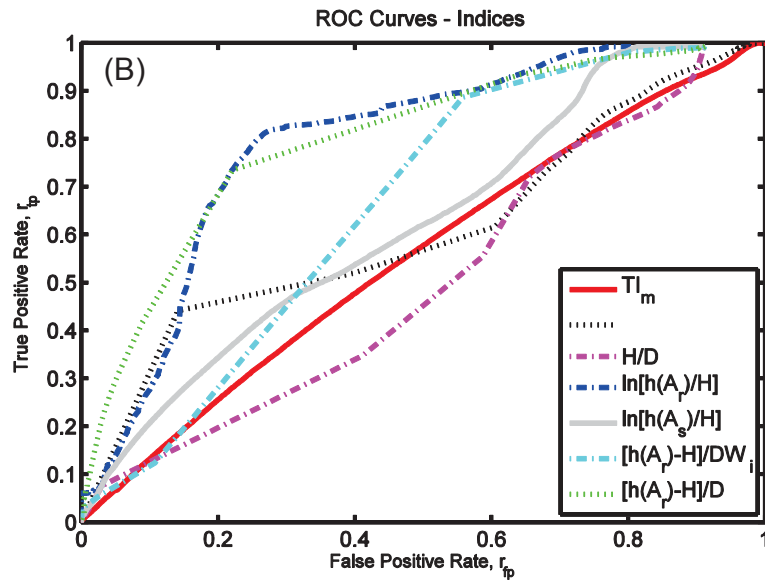 ROC Curves - Indices
(B)
True Positive Rate, r_tp
1
0.9
0.8
0.7
0.6
0.5
0.4
0.3
0.2
0.1
0
0
0.2
0.4
0.6
0.8
1
False Positive Rate, r_fp
TI_m
H/D
ln[h(A_r)/H]
ln[h(A_s)/H]
[h(A_r)-H]/DW_i
[h(A_r)-H]/D